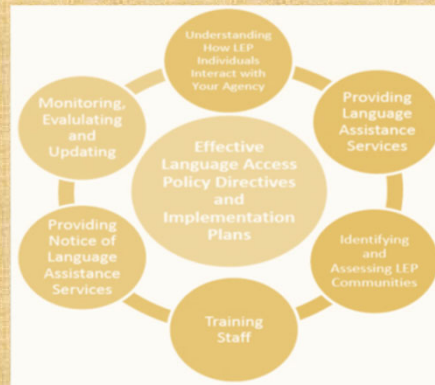 Understanding
How LEP
Individuals
Interact with
Your Agency
Providing
Language
Assistance
Services
Identifying
and
Assessing LEP
Communities
Training
Staff
Providing
Notice of
Language
Assistance
Services
Monitoring,
Evalulating
and
Updating
Effective
Language Access
Policy Directives
and
Implementation
Plans